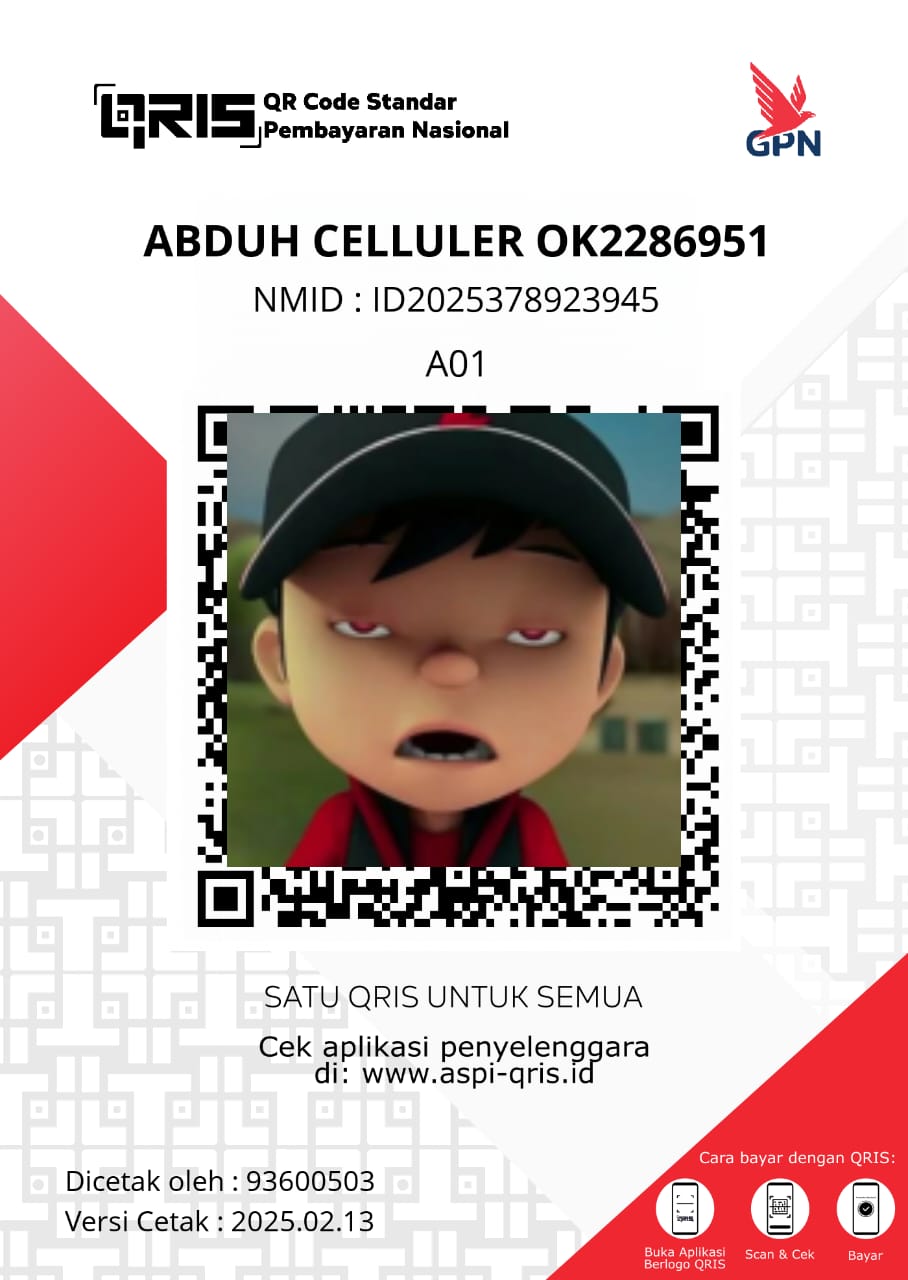 QRIS
QR Code Standar
Pembayaran Nasional
GPN
ABDUH CELLULER OK2286951
NMID : ID2025378923945
A01
SATU QRIS UNTUK SEMUA
Cek aplikasi penyelenggara
di: www.aspi-qris.id
Dicetak oleh : 93600503
Versi Cetak : 2025.02.13
Cara bayar dengan QRIS:
Buka Aplikasi
Berlogo QRIS
Scan & Cek
Bayar